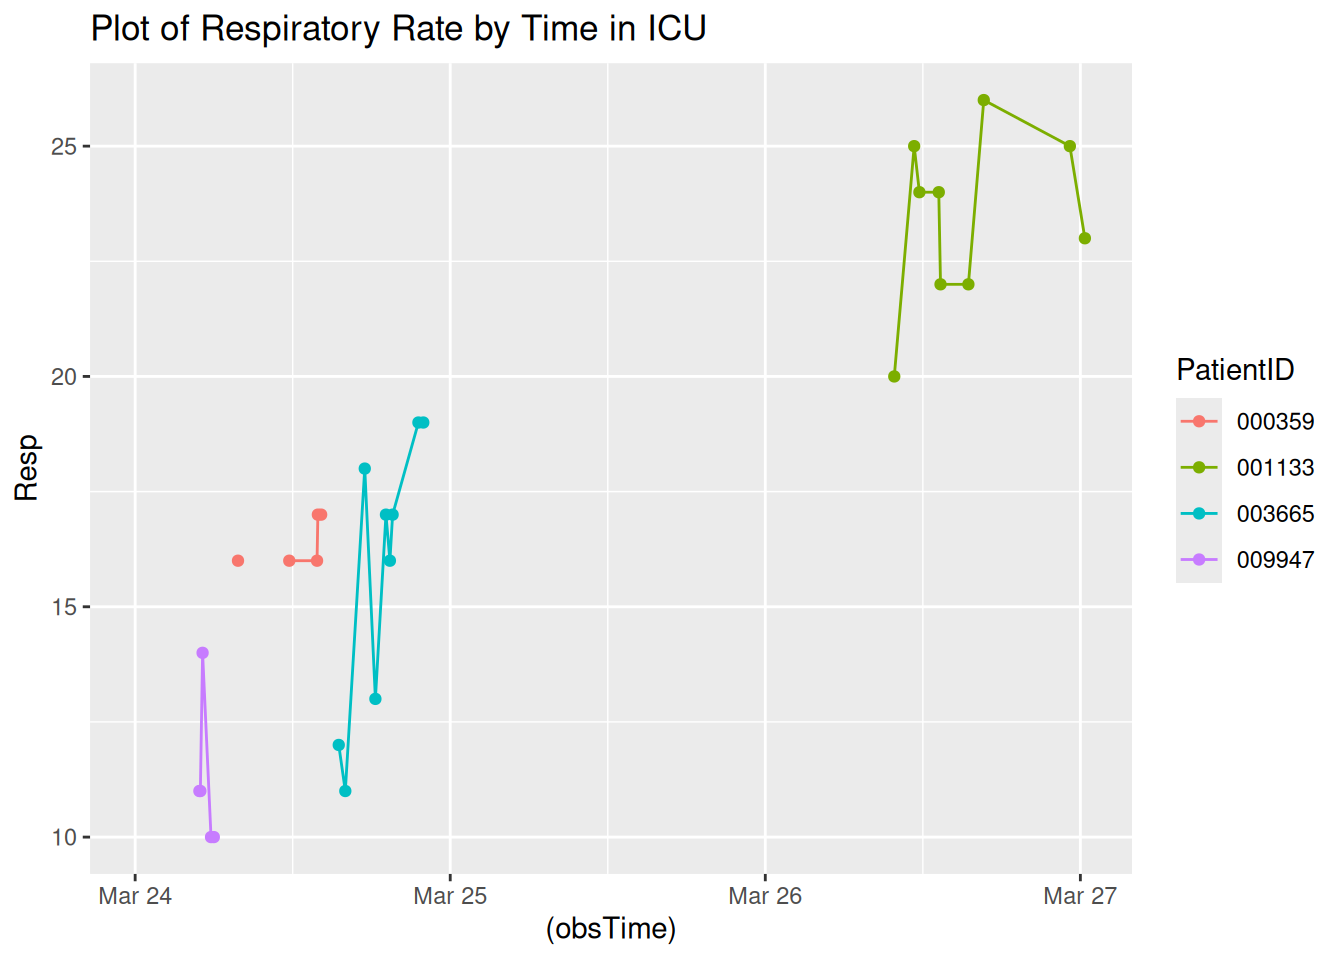 Plot of Respiratory Rate by Time in ICU
25
20
15
10
Resp
Mar 24
Mar 25
Mar 26
Mar 27
(obsTime)
PatientID
000359
001133
003665
009947